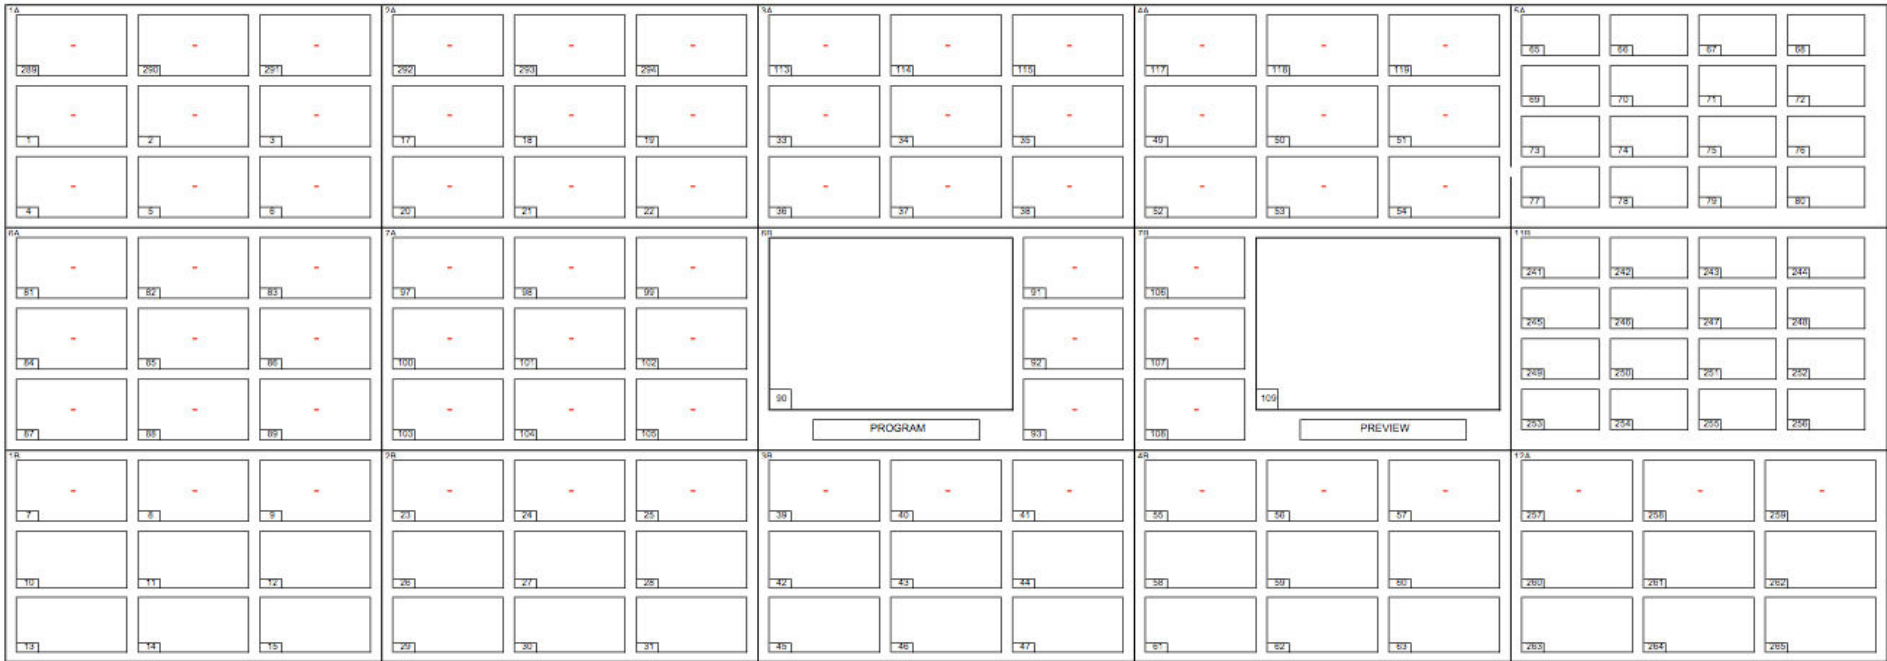 1A 2A 3A 4A 5A
- - - - - - - - - - - -
65 66 67 68
289 290 291 292 293 294 113 114 115 117 118 119
- - - - - - - - - - - -
69 70 71 72
1 2 3 17 18 19 33 34 35 49 50 51
73 74 75 76
- - - - - - - - - - - -
77 78 79 80
4 5 6 20 21 22 36 37 38 52 53 54
6A 7A 6B 7B 11B
- - - - - - - -
241 242 243 244
81 82 83 97 98 99 91 106
245 246 247 248
- - - - - - - -
84 85 86 100 101 102 92 107
249 250 251 252
90 109
- - - - - - - -
253 254 255 256
PROGRAM PREVIEW
87 88 89 103 104 105 93 108
1B 2B 3B 4B 12A
- - - - - - - - - - - - - - -
7 8 9 23 24 25 39 40 41 55 56 57 257 258 259
10 11 12 26 27 28 42 43 44 58 59 60 260 261 262
13 14 15 29 30 31 45 46 47 61 62 63 263 264 265